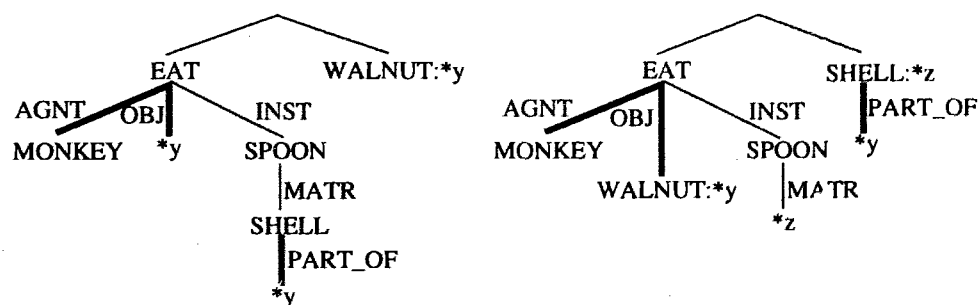 EAT
WALNUT:*y
AGNT
OBJ
INST
MONKEY
*y
SPOON
MATR
SHELL
PART_OF
*y
EAT
SHELL:*z
AGNT
OBJ
INST
PART_OF
MONKEY
SPOON
*y
WALNUT:*y
MATR
*z